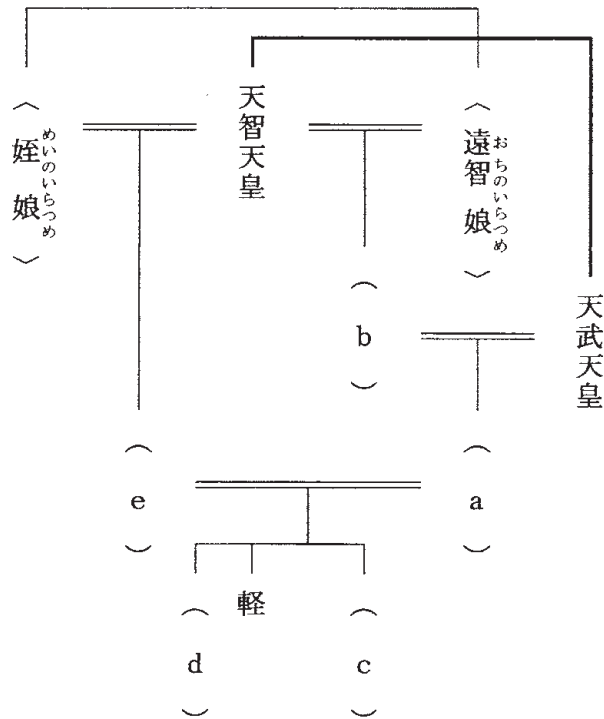 天武天皇
〈遠智娘〉
おちのいらつめ
天智天皇
〈姪娘〉
めいのいらつめ
（b）
（a）
（e）
（c）
軽
（d）